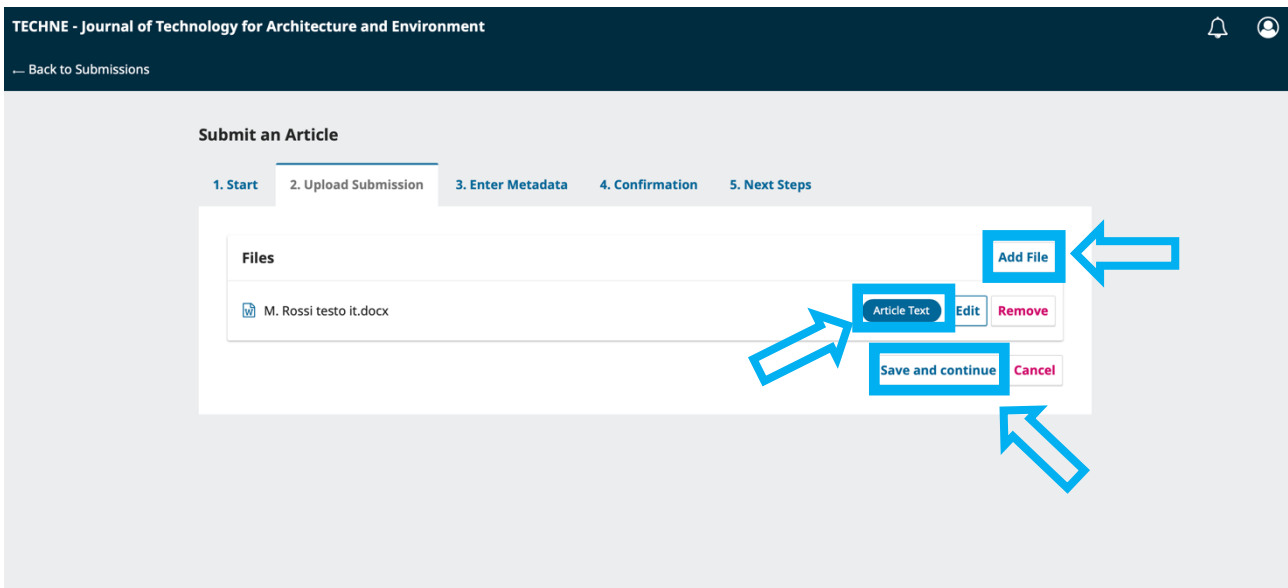 TECHNE - Journal of Technology for Architecture and Environment
← Back to Submissions
Submit an Article
1. Start 2. Upload Submission 3. Enter Metadata 4. Confirmation 5. Next Steps
Files Add File
M. Rossi testo it.docx Article Text Edit Remove
Save and continue Cancel